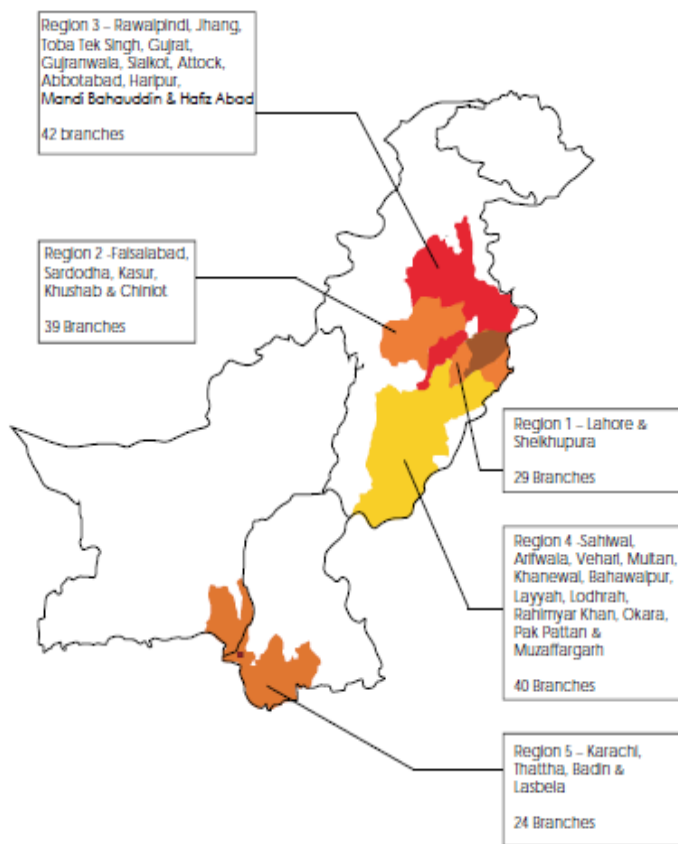 Region 3 – Rawalpindi, Jhang,
Toba Tek Singh, Gujrat,
Gujranwala, Sialkot, Attock,
Abbotabad, Haripur,
Mandi Bahauddin & Hafiz Abad
42 branches
Region 2 -Faisalabad,
Sardodha, Kasur,
Khushab & Chiniot
39 Branches
Region 1 – Lahore &
Sheikhupura
29 Branches
Region 4 -Sahiwal,
Arifwala, Vehari, Multan,
Khanewal, Bahawalpur,
Layyah, Lodhrah,
Rahimyar Khan, Okara,
Pak Pattan &
Muzaffargarh
40 Branches
Region 5 – Karachi,
Thattha, Badin &
Lasbela
24 Branches